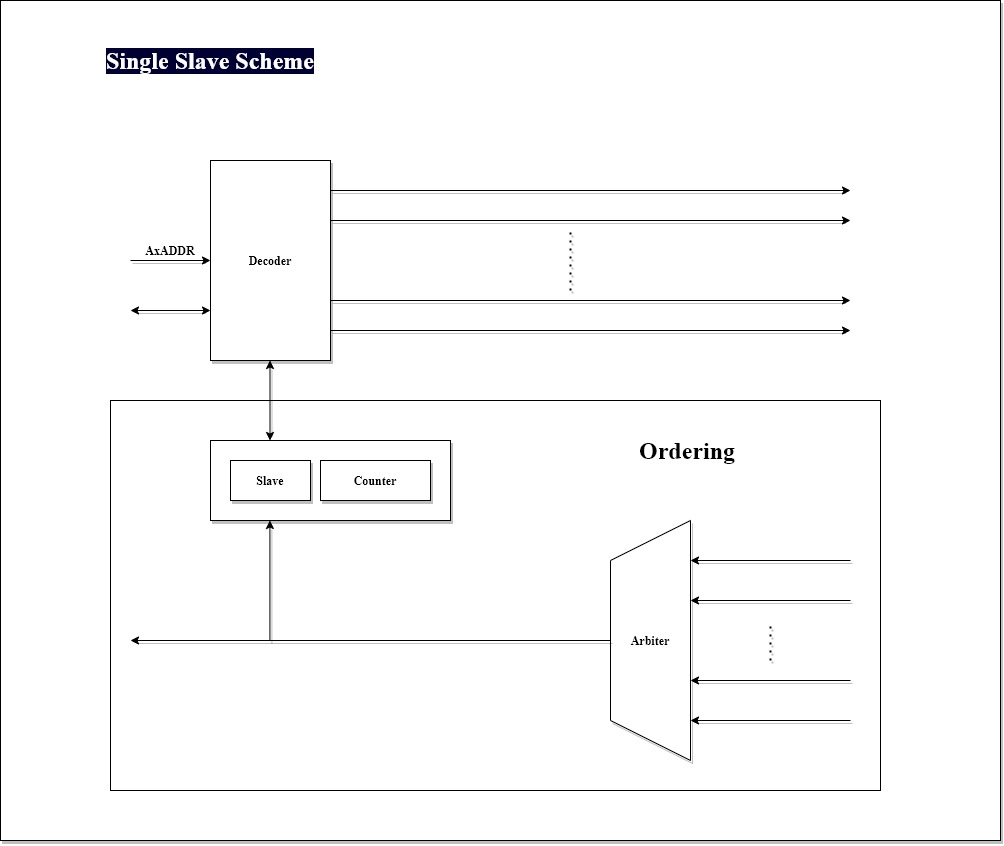 Single Slave Scheme
AxADDR
Decoder
Ordering
Slave
Counter
Arbiter